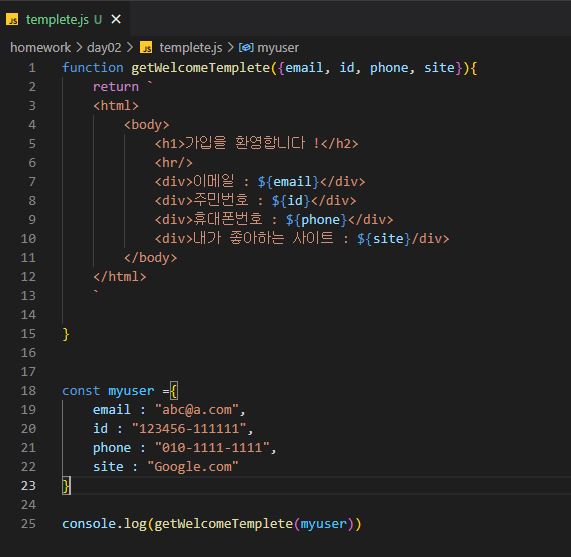 templete.js U
homework > day02 > templete.js > myuser
1 function getWelcomeTemplete({email, id, phone, site}){
2 return `
3 <html>
4 <body>
5 <h1>가입을 환영합니다 !</h2>
6 <hr/>
7 <div>이메일 : ${email}</div>
8 <div>주민번호 : ${id}</div>
9 <div>휴대폰번호 : ${phone}</div>
10 <div>내가 좋아하는 사이트 : ${site}/div>
11 </body>
12 </html>
13 `
14
15 }
16
17
18 const myuser ={
19 email : "abc@a.com",
20 id : "123456-111111",
21 phone : "010-1111-1111",
22 site : "Google.com"
23 }
24
25 console.log(getWelcomeTemplete(myuser))